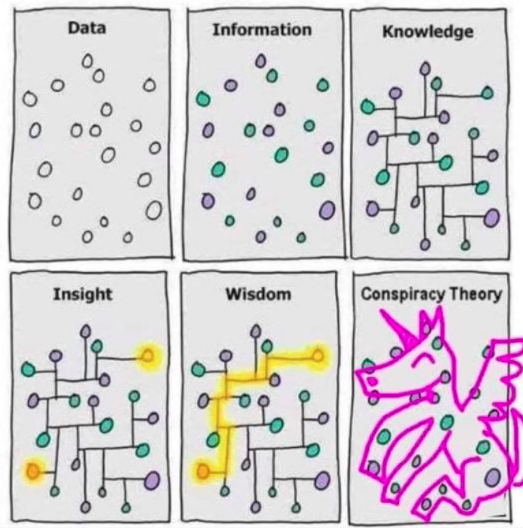 Data
Information
Knowledge
Insight
Wisdom
Conspiracy Theory